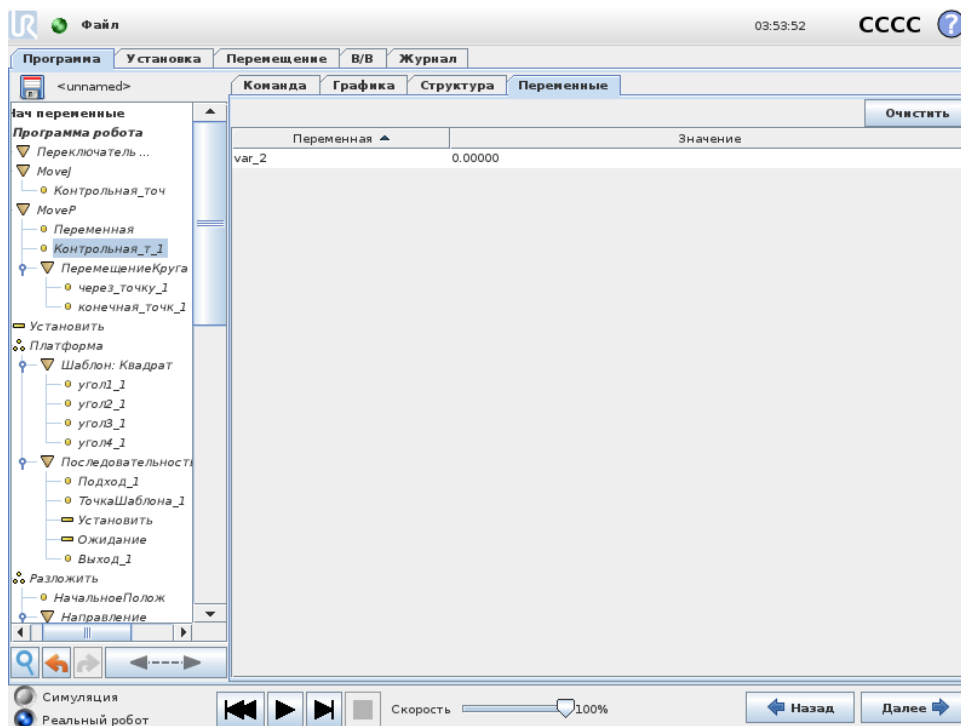 UR Файл 03:53:52 CCCC ?
Программа Установка Перемещение В/В Журнал
<unnamed> Команда Графика Структура Переменные
Нач переменные Очистить
Программа робота Переменная Значение
Переключатель ... var_2 0.00000
MoveJ
Контрольная_точ
MoveP
Переменная
Контрольная_т_1
ПеремещениеКруга
через_точку_1
конечная_точк_1
Установить
Платформа
Шаблон: Квадрат
угол1_1
угол2_1
угол3_1
угол4_1
Последовательност
Подход_1
ТочкаШаблона_1
Установить
Ожидание
Выход_1
Разложить
НачальноеПолож
Направление
Симуляция
Реальный робот
Скорость 100% Назад Далее